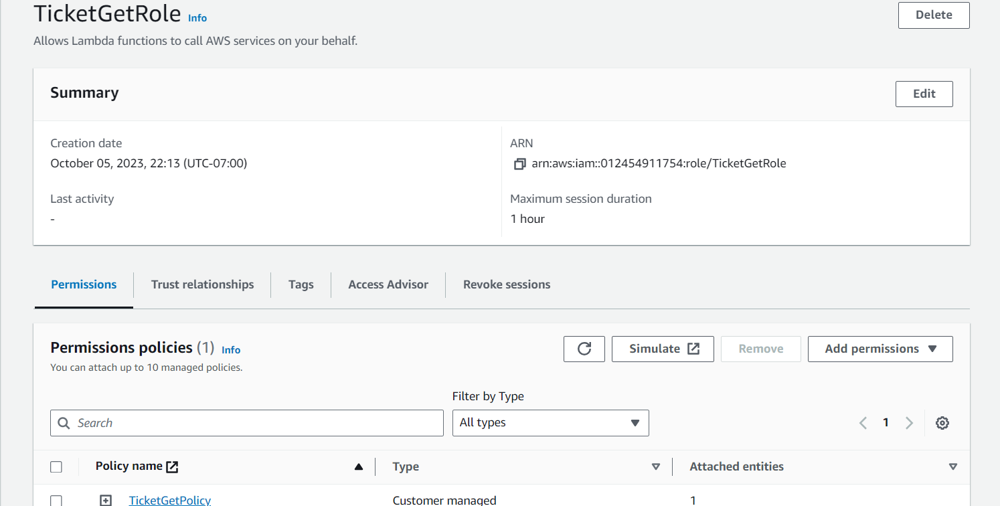 TicketGetRole Info
Delete
Allows Lambda functions to call AWS services on your behalf.
Summary
Edit
Creation date
October 05, 2023, 22:13 (UTC-07:00)
ARN
arn:aws:iam::012454911754:role/TicketGetRole
Last activity
-
Maximum session duration
1 hour
Permissions
Trust relationships
Tags
Access Advisor
Revoke sessions
Permissions policies (1) Info
You can attach up to 10 managed policies.
Simulate
Remove
Add permissions
Filter by Type
Search
All types
1
Policy name
Type
Attached entities
TicketGetPolicy
Customer managed
1